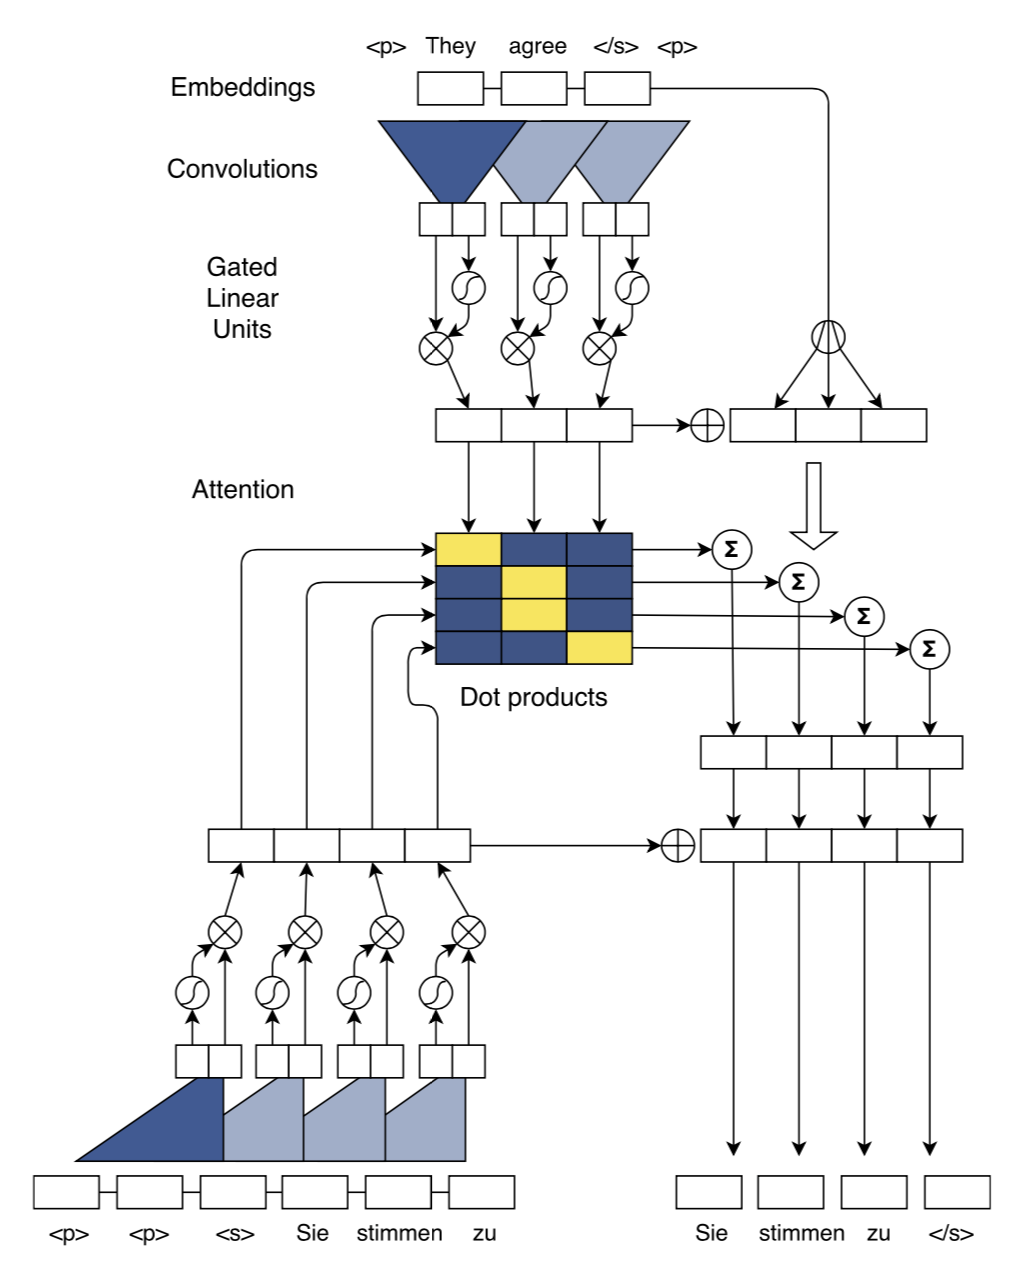 <p> They agree </s> <p>
Embeddings
Convolutions
Gated
Linear
Units
Attention
Σ
Σ
Σ
Σ
Dot products
<p> <p> <s> Sie stimmen zu
Sie stimmen zu </s>